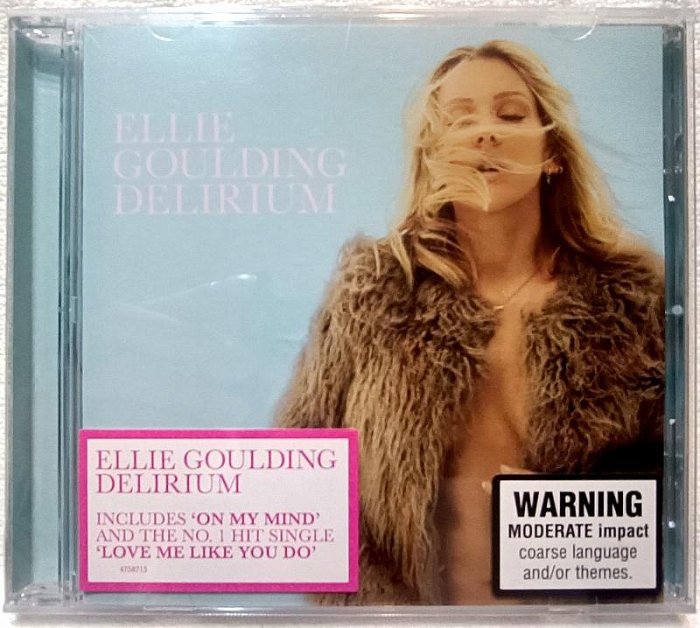 ELLIE
GOULDING
DELIRIUM
ELLIE GOULDING
DELIRIUM
INCLUDES ‘ON MY MIND’
AND THE NO. 1 HIT SINGLE
‘LOVE ME LIKE YOU DO’
4758715
WARNING
MODERATE impact
coarse language
and/or themes.